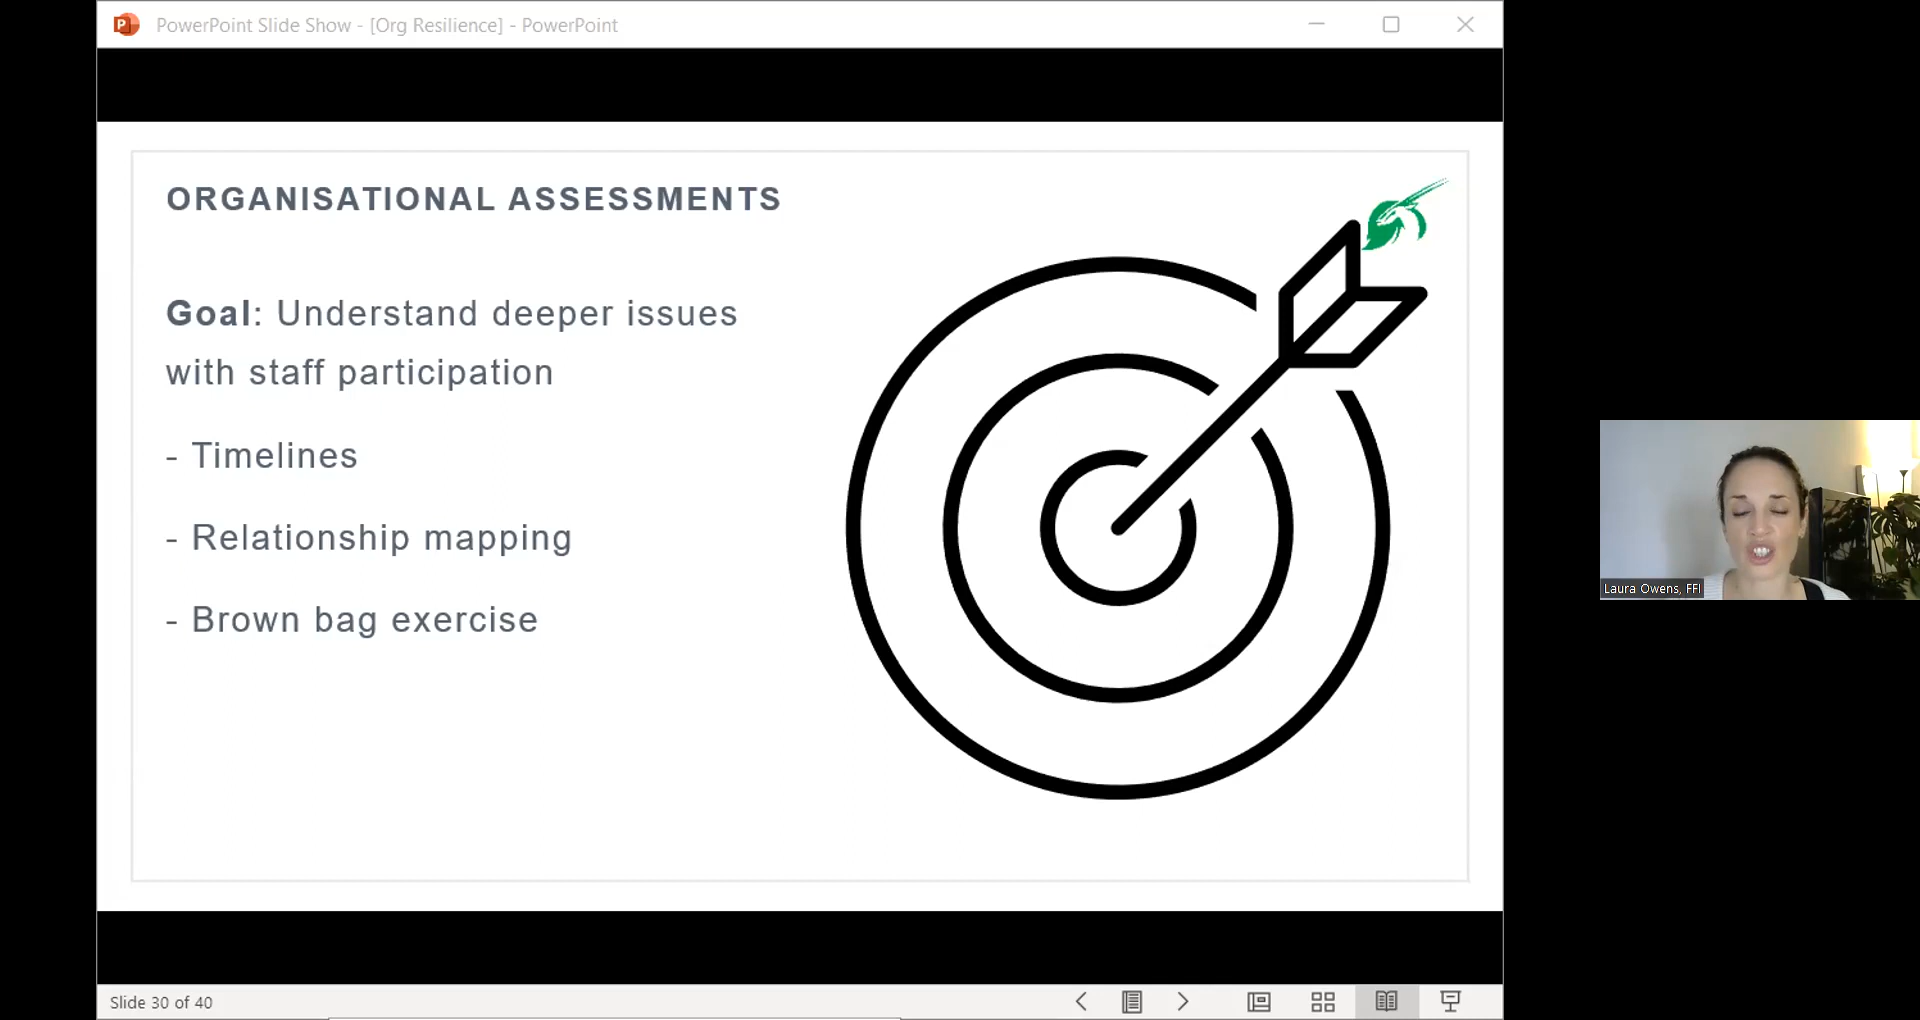 PowerPoint Slide Show - [Org Resilience] - PowerPoint
ORGANISATIONAL ASSESSMENTS
Goal: Understand deeper issues
with staff participation
- Timelines
- Relationship mapping
- Brown bag exercise
Laura Owens, FFI
Slide 30 of 40